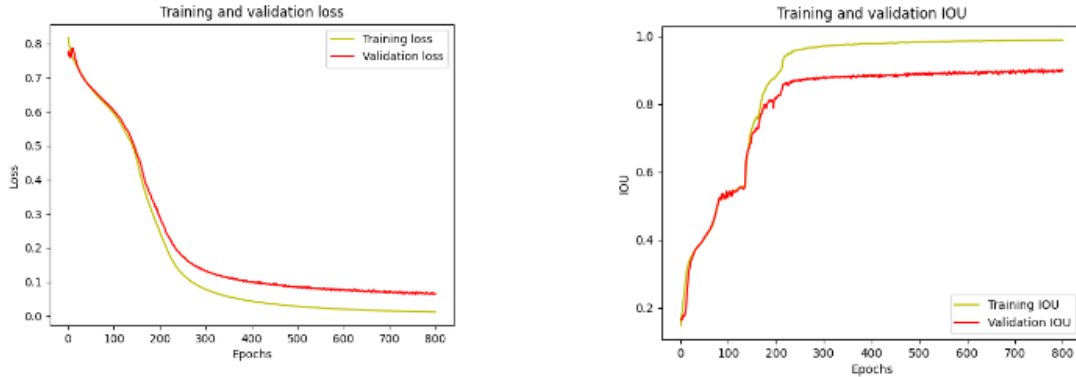 Training and validation loss
Training loss
Validation loss
0.8
0.7
0.6
0.5
0.4
0.3
0.2
0.1
0.0
Loss
0 100 200 300 400 500 600 700 800
Epochs
Training and validation IOU
1.0
0.8
0.6
0.4
0.2
IOU
Training IOU
Validation IOU
0 100 200 300 400 500 600 700 800
Epochs